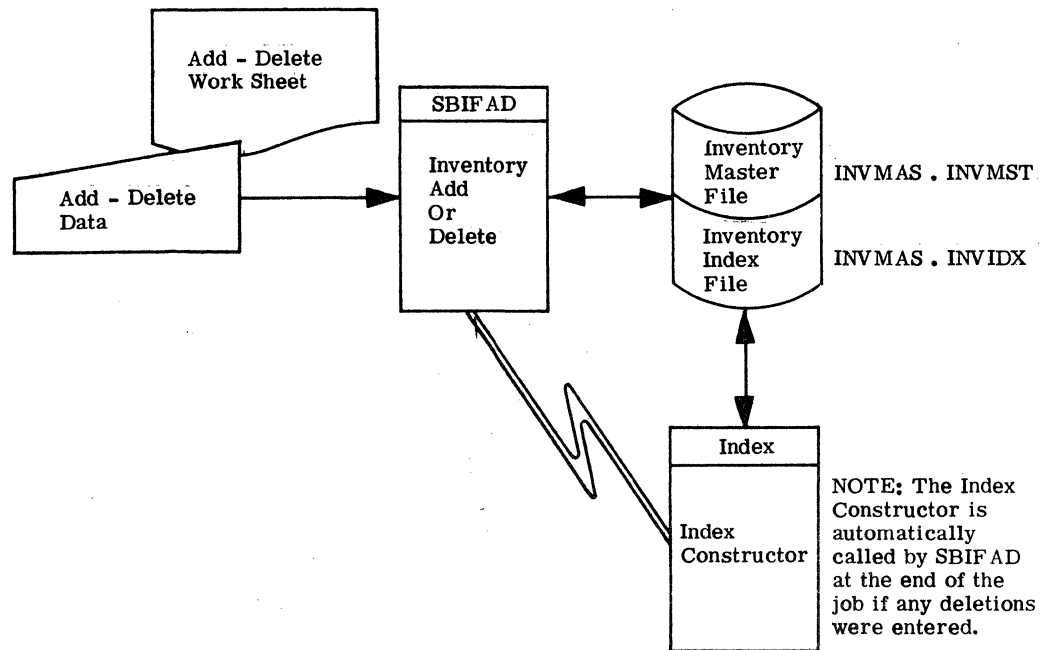 Add - Delete
Work Sheet
Add - Delete
Data
SBIFAD
Inventory
Add
Or
Delete
Inventory
Master
File
INVMAS . INVMST
Inventory
Index
File
INVMAS . INVIDX
Index
Index
Constructor
NOTE: The Index
Constructor is
automatically
called by SBIFAD
at the end of the
job if any deletions
were entered.